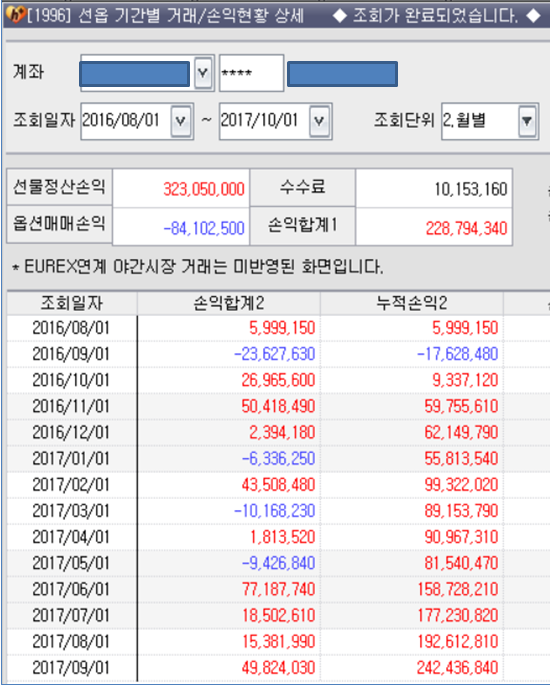 [1996] 선옵 기간별 거래/손익현황 상세 ◆ 조회가 완료되었습니다. ◆
계좌 ****
조회일자 2016/08/01 ~ 2017/10/01 조회단위 2.월별
선물정산손익 323,050,000 수수료 10,153,160
옵션매매손익 -84,102,500 손익합계1 228,794,340
* EUREX연계 야간시장 거래는 미반영된 화면입니다.
조회일자 손익합계2 누적손익2
2016/08/01 5,999,150 5,999,150
2016/09/01 -23,627,630 -17,628,480
2016/10/01 26,965,600 9,337,120
2016/11/01 50,418,490 59,755,610
2016/12/01 2,394,180 62,149,790
2017/01/01 -6,336,250 55,813,540
2017/02/01 43,508,480 99,322,020
2017/03/01 -10,168,230 89,153,790
2017/04/01 1,813,520 90,967,310
2017/05/01 -9,426,840 81,540,470
2017/06/01 77,187,740 158,728,210
2017/07/01 18,502,610 177,230,820
2017/08/01 15,381,990 192,612,810
2017/09/01 49,824,030 242,436,840